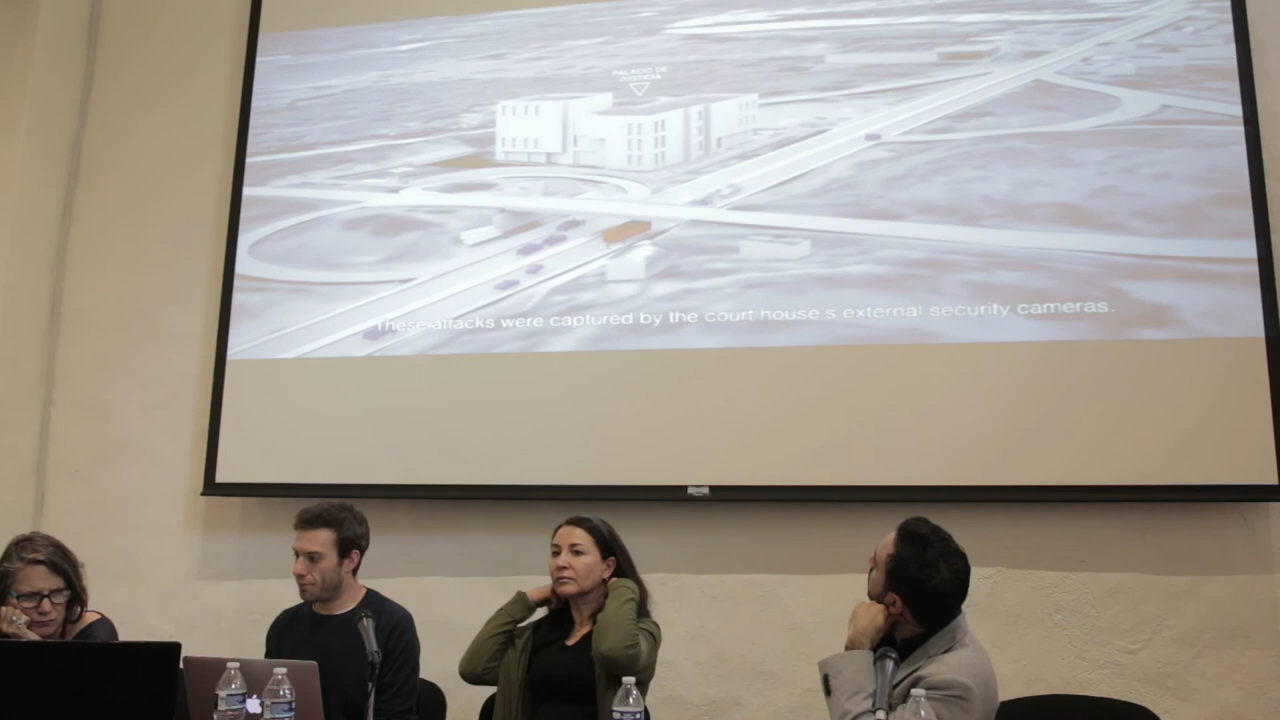 PALACIO DE
JUSTICIA
These attacks were captured by the court house s external security cameras.